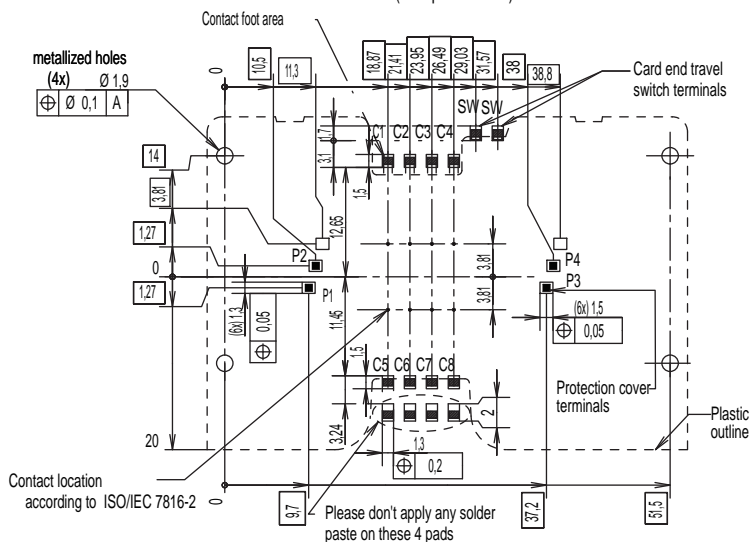 Contact foot area
metallized holes
(4x) Ø 1,9
Ø 0,1 A
0
10,5
11,3
18,87
21,41
23,95
26,49
29,03
31,57
38
38,8
Card end travel
switch terminals
SW SW
C1 C2 C3 C4
1,7
3,1
1,5
12,65
14
3,81
1,27
0
1,27
P2
P1
P4
P3
3,81
3,81
(6x) 1,3
0,05
11,45
(6x) 1,5
0,05
1,5
C5 C6 C7 C8
3,24
2
1,3
0,2
Protection cover
terminals
Plastic
outline
20
Contact location
according to ISO/IEC 7816-2
0
9,7
Please don't apply any solder
paste on these 4 pads
37,2
51,5